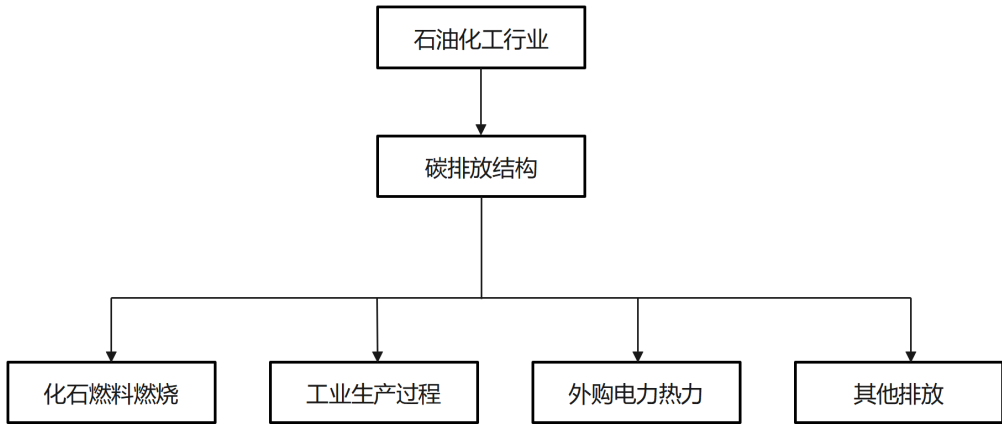 石油化工行业
碳排放结构
化石燃料燃烧
工业生产过程
外购电力热力
其他排放